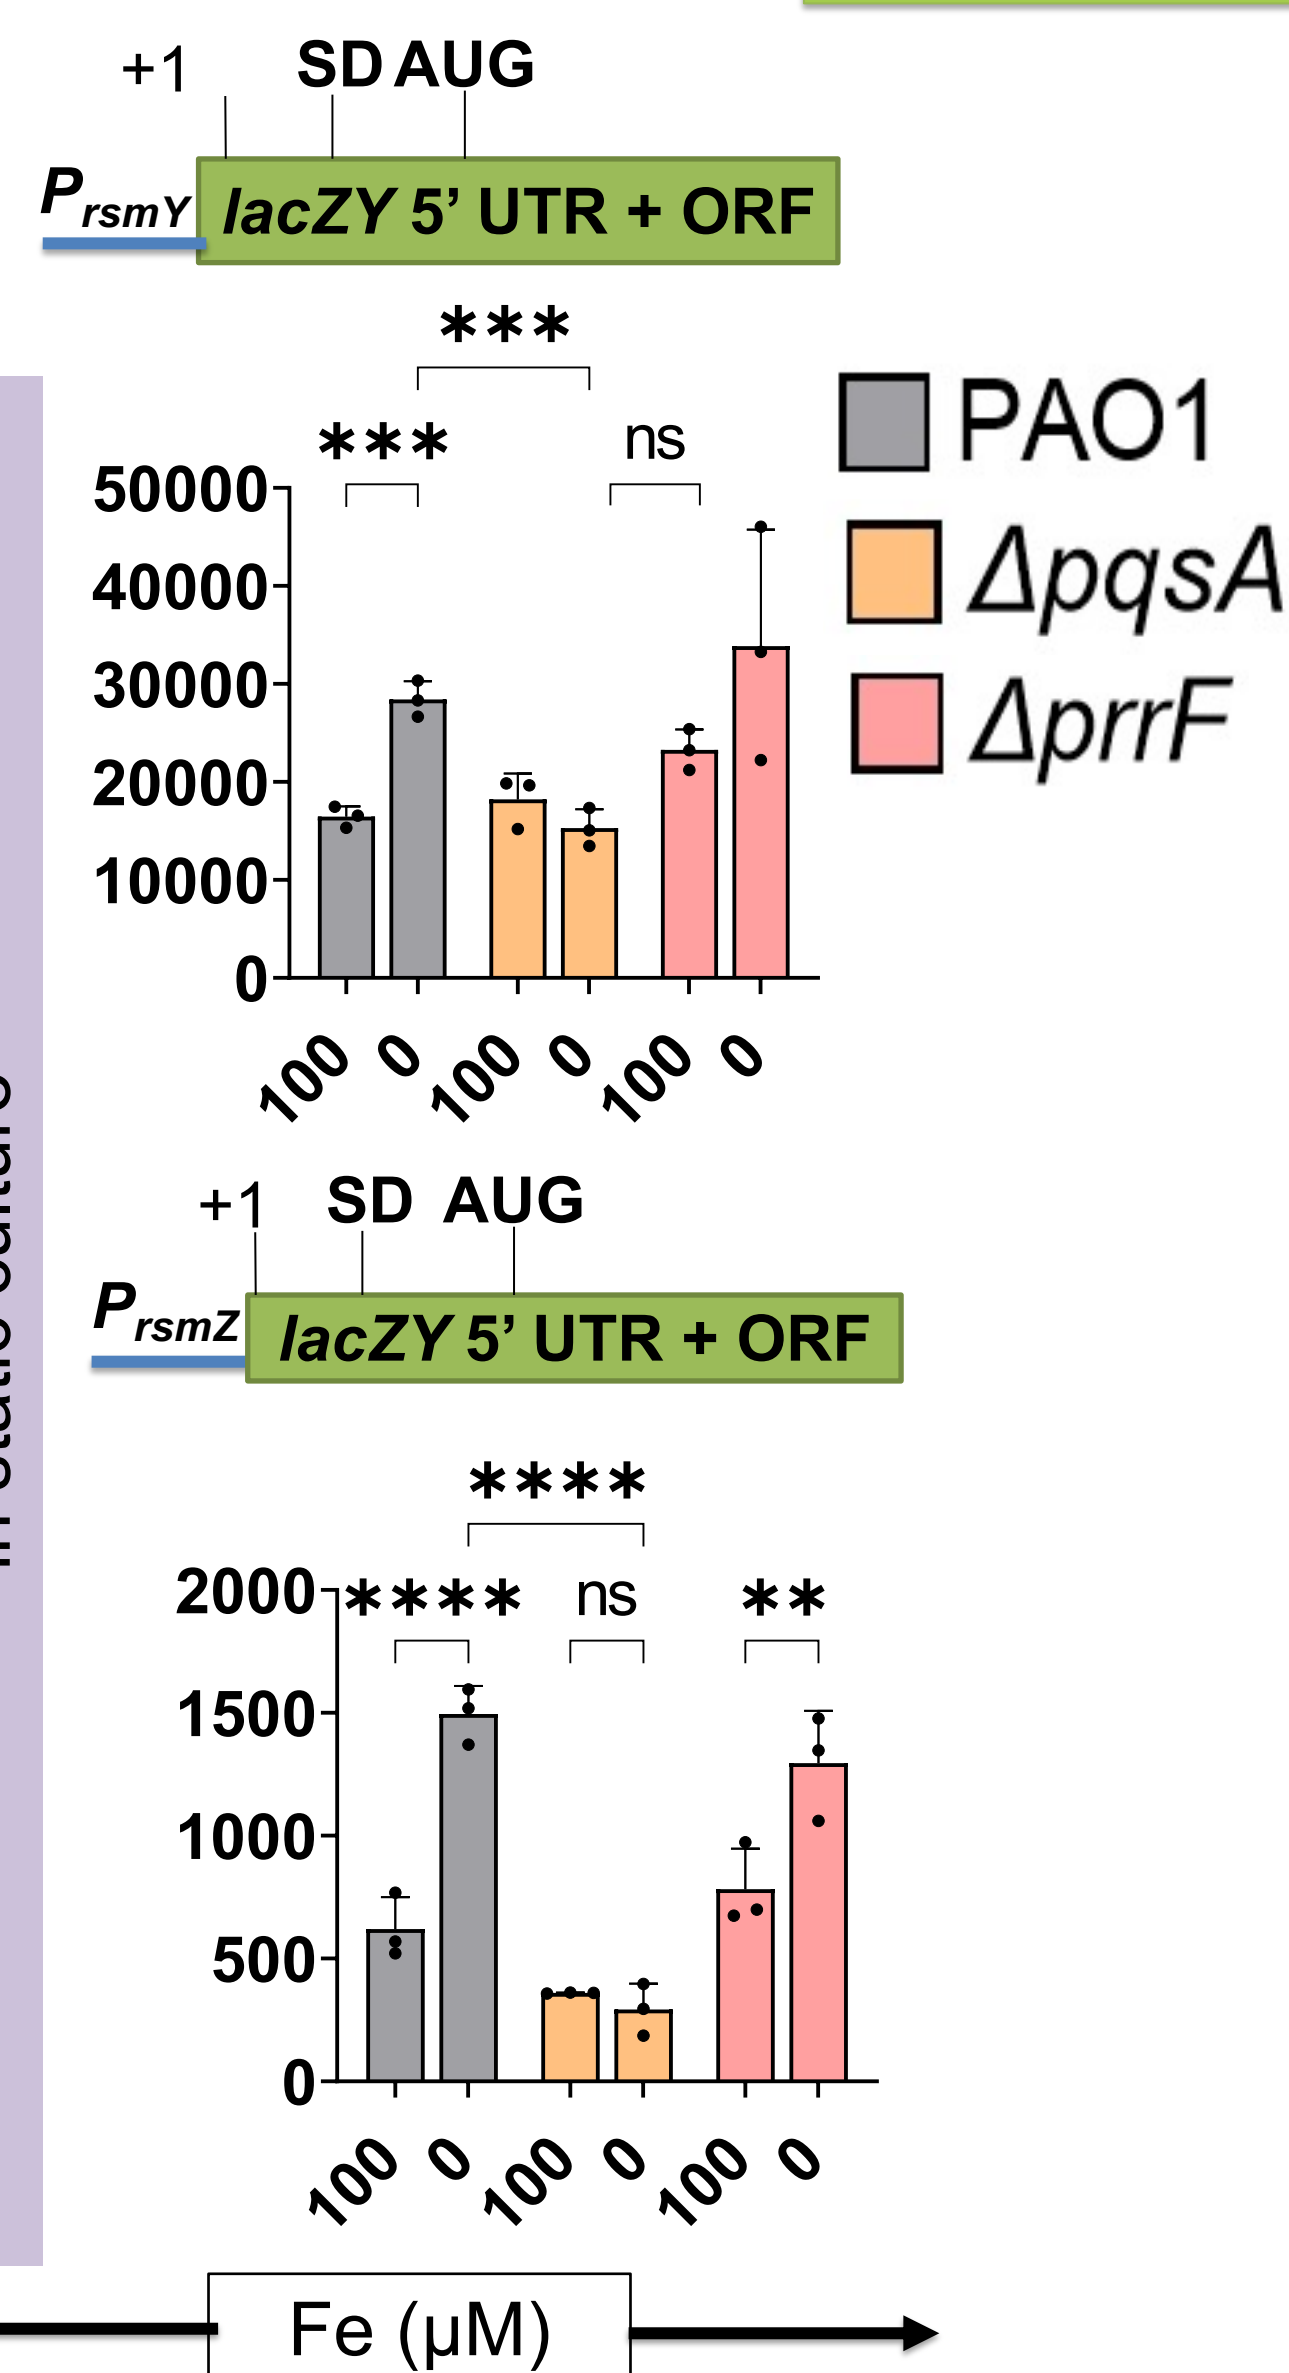 +1 SD AUG
PrsmY lacZY 5’ UTR + ORF
***
*** ns
PAO1
ΔpqsA
ΔprrF
50000
40000
30000
20000
10000
0
100 0 100 0 100 0
+1 SD AUG
PrsmZ lacZY 5’ UTR + ORF
****
**** ns **
2000
1500
1000
500
0
100 0 100 0 100 0
Fe (µM)